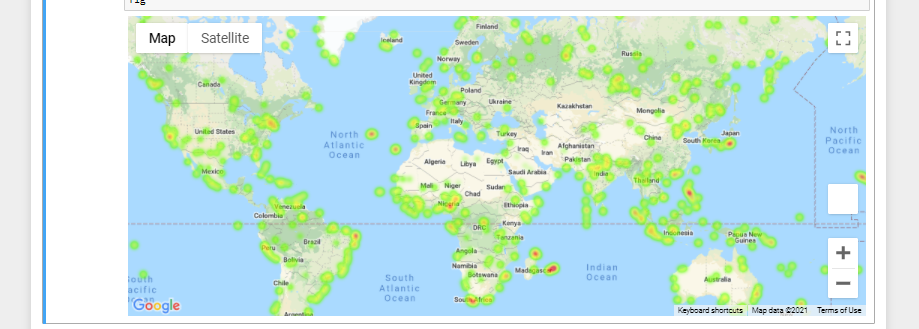 fig
Map Satellite
Finland
Iceland
Sweden
Russia
Norway
Canada
United
Kingdom
Poland
Germany
Ukraine
Kazakhstan
Mongolia
France
Italy
Spain
United States
North
Atlantic
Ocean
Turkey
China
Japan
South Korea
North
Pacific
Ocean
Iraq
Iran
Afghanistan
Pakistan
Algeria
Libya
Egypt
Saudi Arabia
Mexico
India
Thailand
Mali
Niger
Chad
Sudan
Nigeria
Ethiopia
Venezuela
Colombia
DRC
Kenya
Indonesia
Papua New
Guinea
Tanzania
Brazil
Peru
Bolivia
Angola
Namibia
Botswana
Madagascar
Indian
Ocean
Australia
South
Pacific
Ocean
Chile
South
Atlantic
Ocean
South Africa
Argentina
Google
Keyboard shortcuts Map data ©2021 Terms of Use